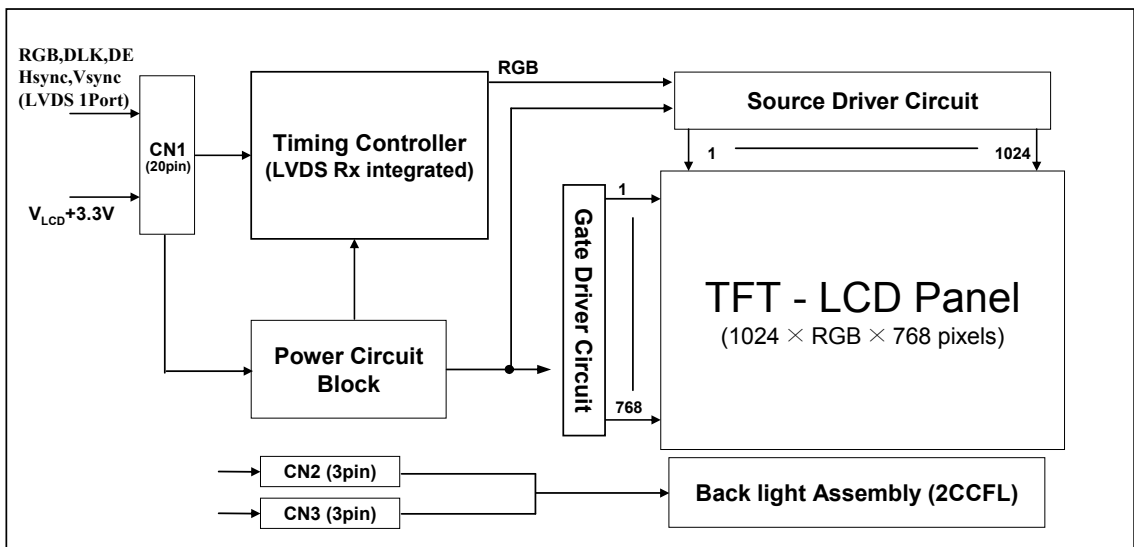 RGB,DLK,DE
Hsync,Vsync
(LVDS 1Port)
CN1
(20pin)
V_LCD+3.3V
Timing Controller
(LVDS Rx integrated)
RGB
Source Driver Circuit
1
1024
Power Circuit
Block
Gate Driver Circuit
1
768
TFT - LCD Panel
(1024 × RGB × 768 pixels)
CN2 (3pin)
CN3 (3pin)
Back light Assembly (2CCFL)